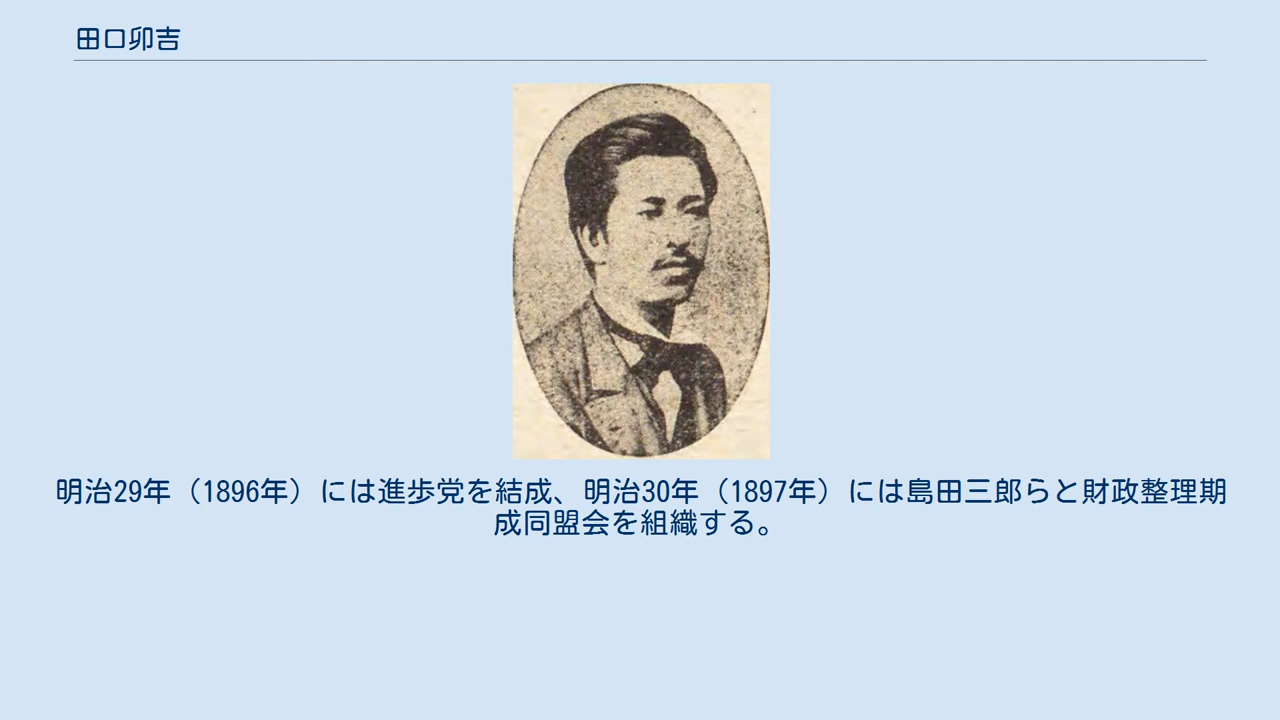 田口卯吉
明治29年（1896年）には進歩党を結成、明治30年（1897年）には島田三郎らと財政整理期
成同盟会を組織する。